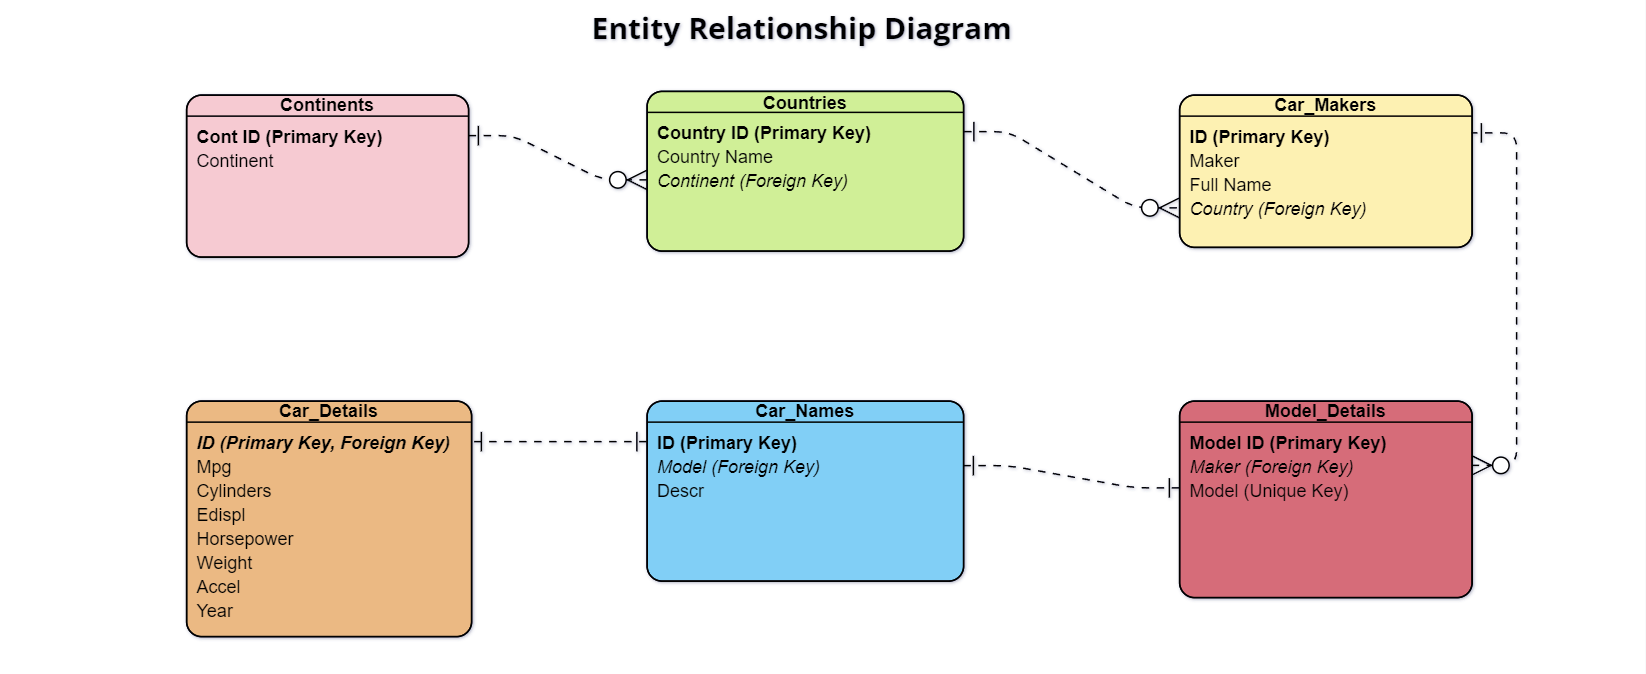 Entity Relationship Diagram
Continents
Cont ID (Primary Key)
Continent
Countries
Country ID (Primary Key)
Country Name
Continent (Foreign Key)
Car_Makers
ID (Primary Key)
Maker
Full Name
Country (Foreign Key)
Car_Details
ID (Primary Key, Foreign Key)
Mpg
Cylinders
Edispl
Horsepower
Weight
Accel
Year
Car_Names
ID (Primary Key)
Model (Foreign Key)
Descr
Model_Details
Model ID (Primary Key)
Maker (Foreign Key)
Model (Unique Key)